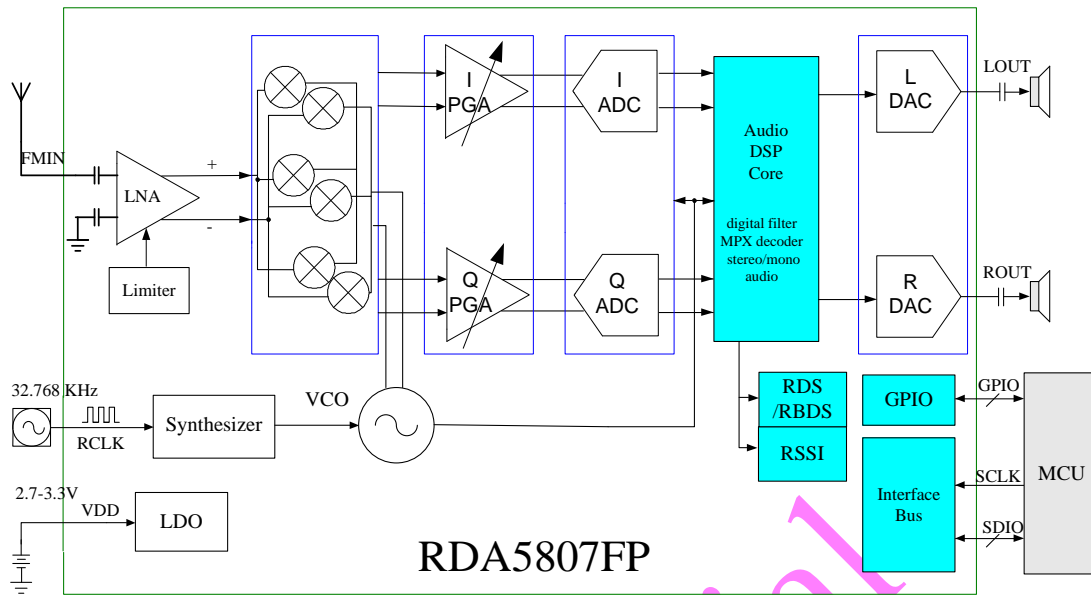 FMIN
LNA
+
-
Limiter
I
PGA
Q
PGA
I
ADC
Q
ADC
Audio
DSP
Core
digital filter
MPX decoder
stereo/mono
audio
L
DAC
R
DAC
LOUT
ROUT
32.768 KHz
RCLK
Synthesizer
VCO
RDS
/RBDS
RSSI
GPIO
GPIO
Interface
Bus
SCLK
SDIO
MCU
2.7-3.3V
VDD
LDO
RDA5807FP